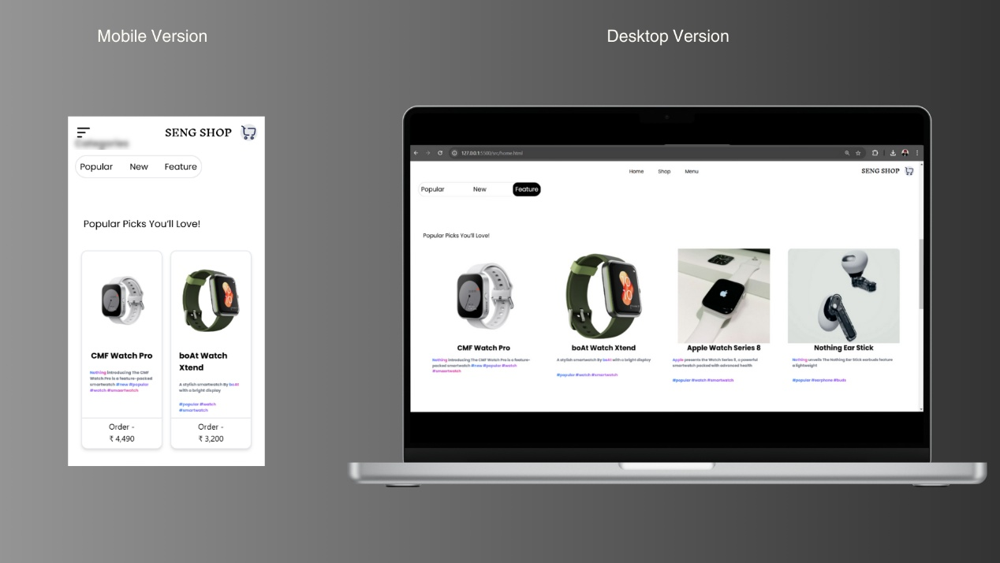 Mobile Version
Desktop Version
SENG SHOP
Categories
Popular New Feature
Popular Picks You'll Love!
CMF Watch Pro
Nothing Introducing The CMF
Watch Pro is a feature-packed
smartwatch #new #popular
#watch #smaertwatch
Order -
₹ 4,490
boAt Watch
Xtend
A stylish smartwatch By boAt
with a bright display
#popular #watch
#smartwatch
Order -
₹ 3,200
127.0.0.1:5500/src/home.html
Home Shop Menu
SENG SHOP
Popular New Feature
Popular Picks You'll Love!
CMF Watch Pro
Nothing Introducing The CMF Watch Pro is a feature-
packed smartwatch #new #popular #watch
#smaertwatch
boAt Watch Xtend
A stylish smartwatch By boAt with a bright display
#popular #watch #smartwatch
Apple Watch Series 8
Apple presents the Watch Series 8, a powerful
smartwatch packed with advanced health
#popular #watch #smartwatch
Nothing Ear Stick
Nothing unveils The Nothing Ear Stick earbuds feature
a lightweight
#popular #earphone #buds